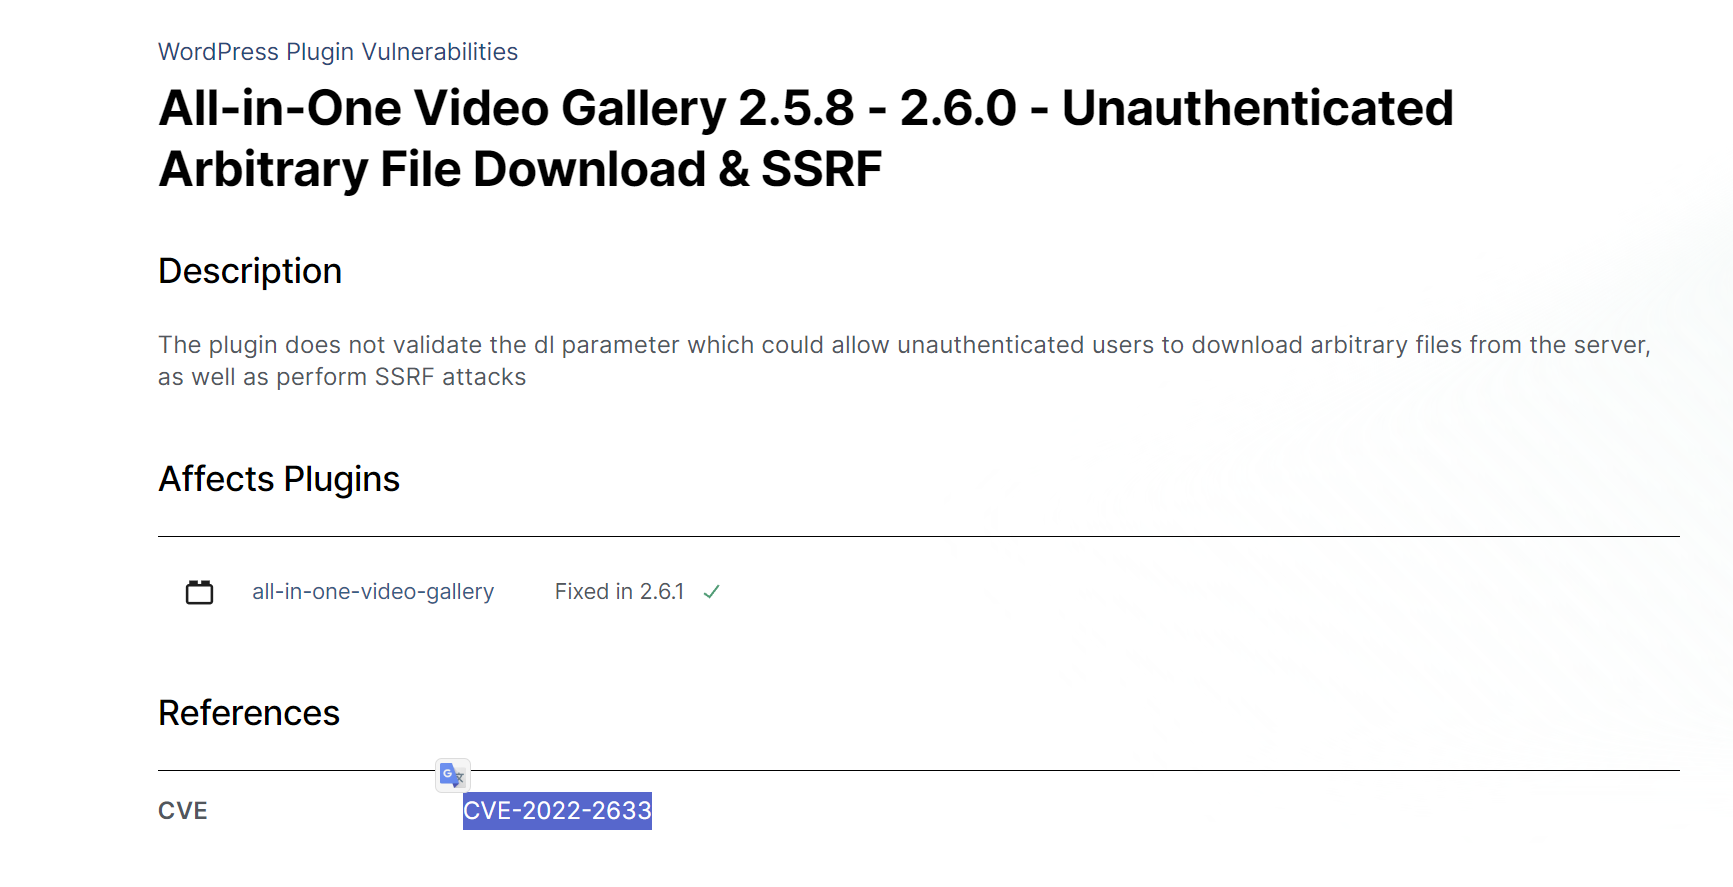 WordPress Plugin Vulnerabilities
All-in-One Video Gallery 2.5.8 - 2.6.0 - Unauthenticated
Arbitrary File Download & SSRF
Description
The plugin does not validate the dl parameter which could allow unauthenticated users to download arbitrary files from the server,
as well as perform SSRF attacks
Affects Plugins
all-in-one-video-gallery Fixed in 2.6.1
References
CVE CVE-2022-2633